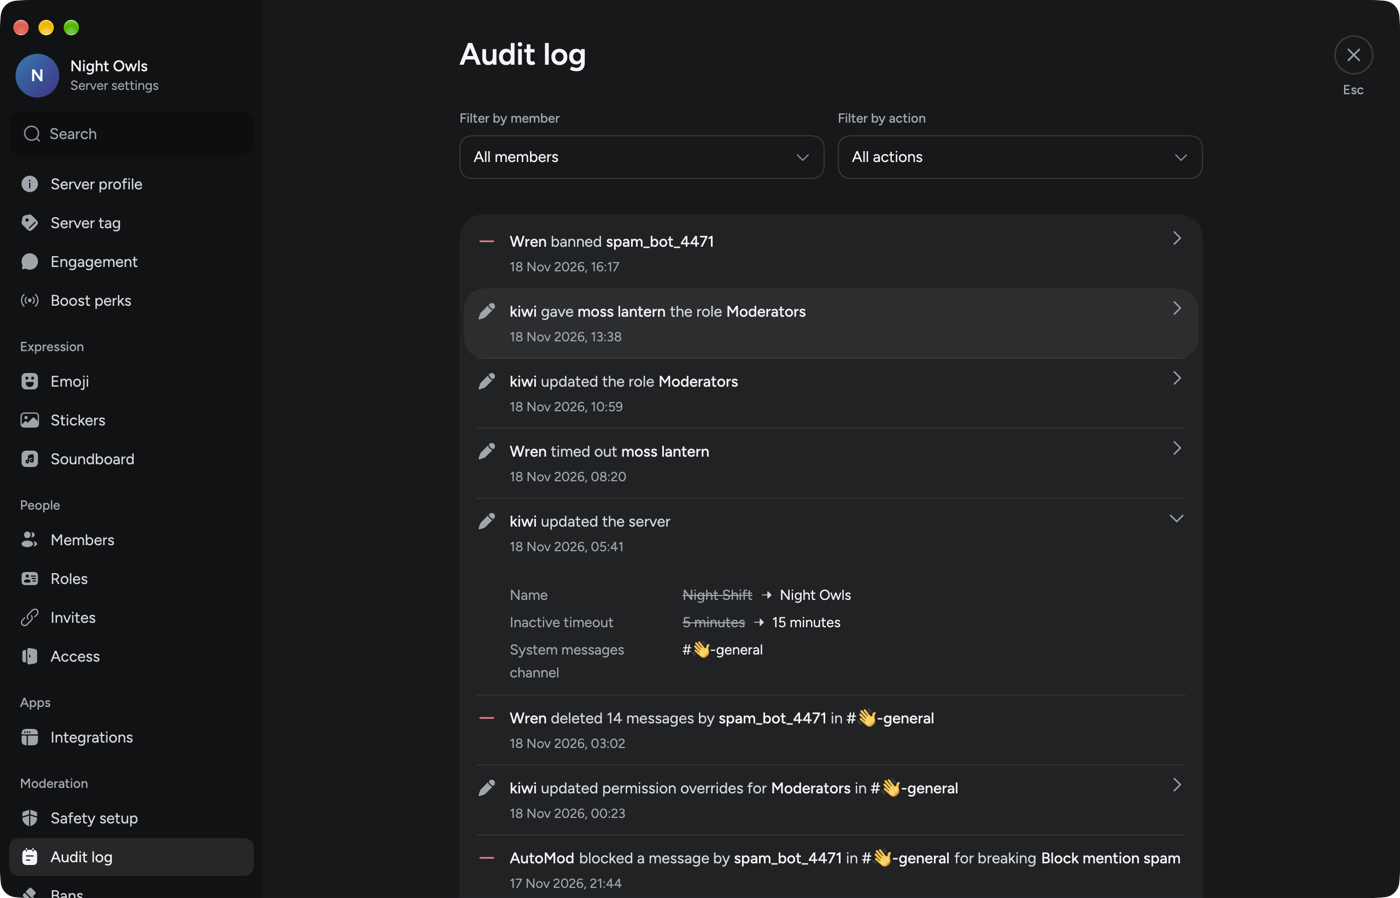 N
Night Owls
Server settings
Search
Server profile
Server tag
Engagement
Boost perks
Expression
Emoji
Stickers
Soundboard
People
Members
Roles
Invites
Access
Apps
Integrations
Moderation
Safety setup
Audit log
Bans
Audit log
Esc
Filter by member
All members
Filter by action
All actions
Wren banned spam_bot_4471
18 Nov 2026, 16:17
kiwi gave moss lantern the role Moderators
18 Nov 2026, 13:38
kiwi updated the role Moderators
18 Nov 2026, 10:59
Wren timed out moss lantern
18 Nov 2026, 08:20
kiwi updated the server
18 Nov 2026, 05:41
Name Night Shift → Night Owls
Inactive timeout 5 minutes → 15 minutes
System messages channel #👋-general
Wren deleted 14 messages by spam_bot_4471 in #👋-general
18 Nov 2026, 03:02
kiwi updated permission overrides for Moderators in #👋-general
18 Nov 2026, 00:23
AutoMod blocked a message by spam_bot_4471 in #👋-general for breaking Block mention spam
17 Nov 2026, 21:44